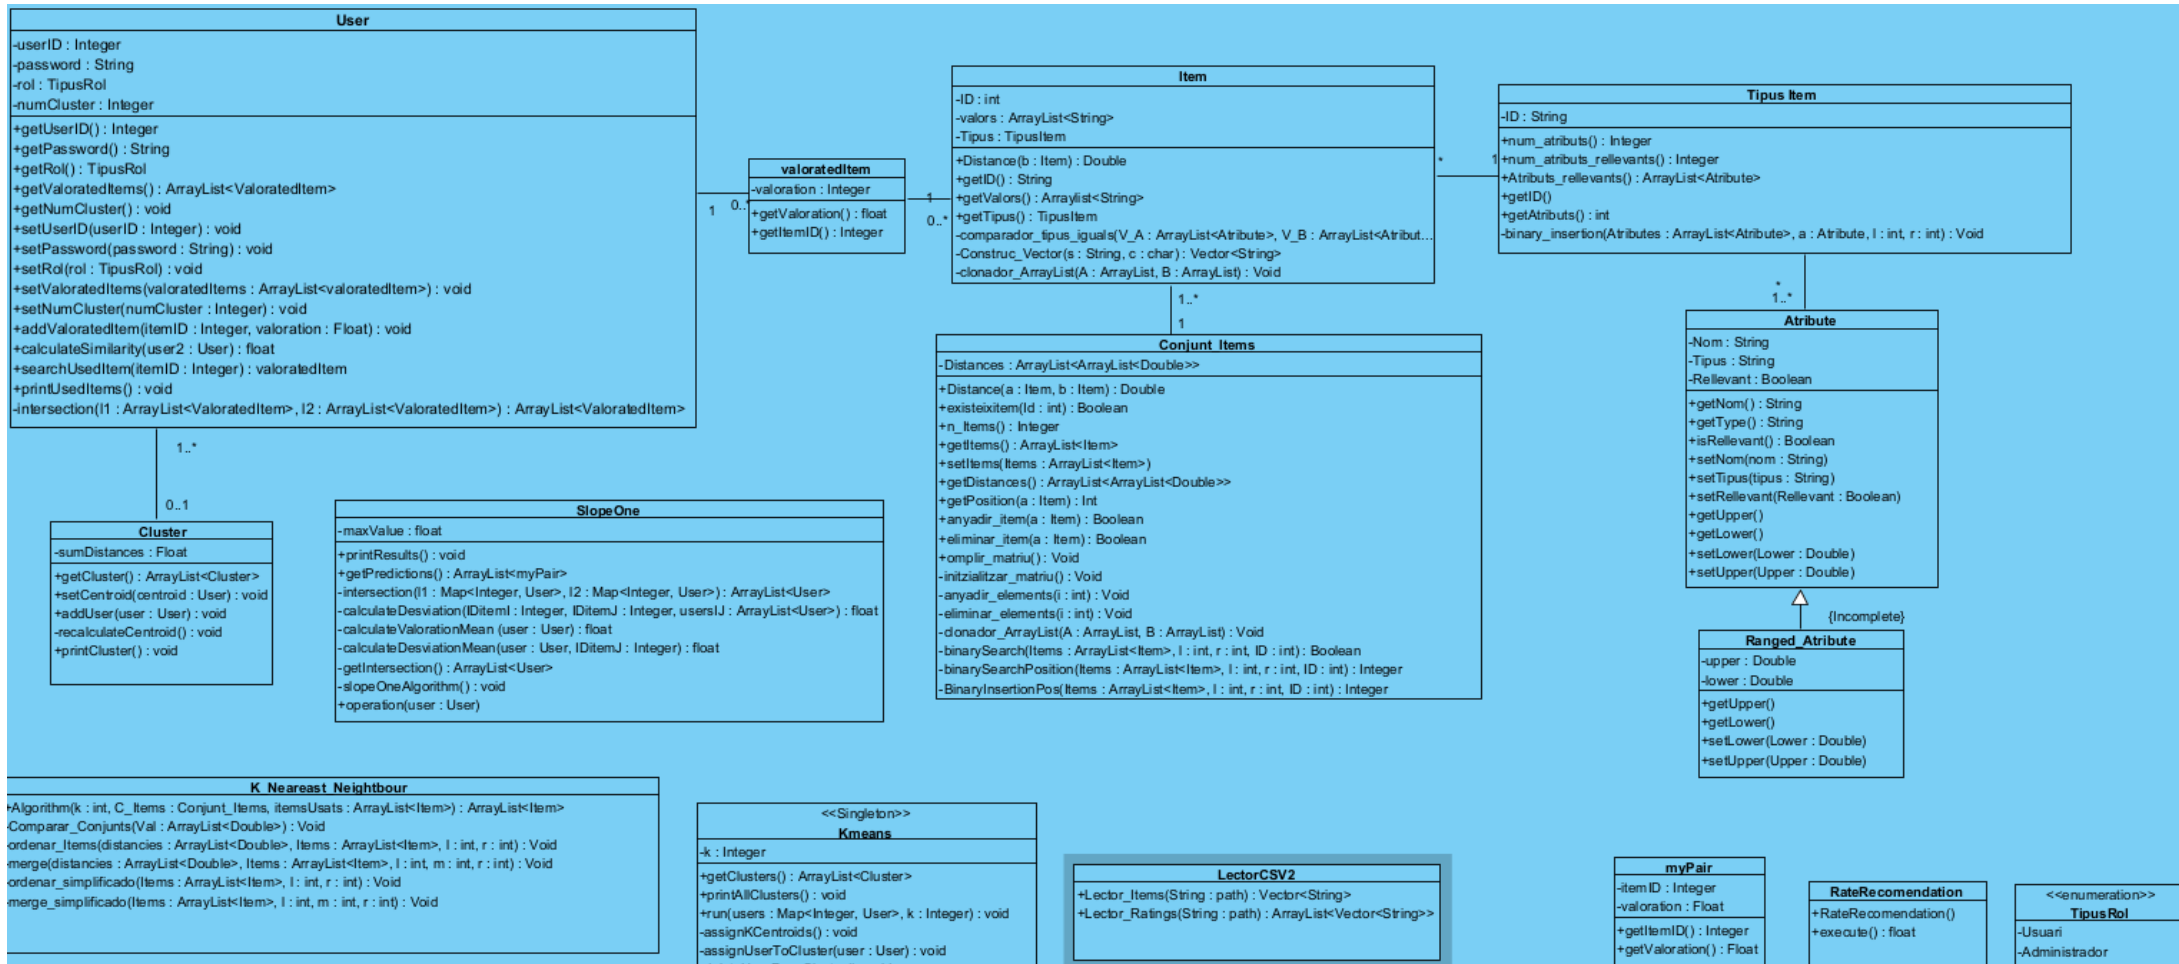 User
-userID : Integer
-password : String
-rol : TipusRol
-numCluster : Integer
+getUserID() : Integer
+getPassword() : String
+getRol() : TipusRol
+getValoratedItems() : ArrayList<ValoratedItem>
+getNumCluster() : void
+setUserID(userID : Integer) : void
+setPassword(password : String) : void
+setRol(rol : TipusRol) : void
+setValoratedItems(valoratedItems : ArrayList<valoratedItem>) : void
+setNumCluster(numCluster : Integer) : void
+addValoratedItem(itemID : Integer, valoration : Float) : void
+calculateSimilarity(user2 : User) : float
+searchUsedItem(itemID : Integer) : valoratedItem
+printUsedItems() : void
-intersection(l1 : ArrayList<ValoratedItem>, l2 : ArrayList<ValoratedItem>) : ArrayList<ValoratedItem>
1
0..*
valoratedItem
-valoration : Integer
+getValoration() : float
+getItemID() : Integer
1
0..*
Item
-ID : int
-valors : ArrayList<String>
-Tipus : TipusItem
+Distance(b : Item) : Double
+getID() : String
+getValors() : Arraylist<String>
+getTipus() : TipusItem
-comparador_tipus_iguals(V_A : ArrayList<Atribute>, V_B : ArrayList<Atribut...
-Construc_Vector(s : String, c : char) : Vector<String>
-clonador_ArrayList(A : ArrayList, B : ArrayList) : Void
*
1
Tipus Item
-ID : String
+num_atributs() : Integer
+num_atributs_rellevants() : Integer
+Atributs_rellevants() : ArrayList<Atribute>
+getID()
+getAtributs() : int
-binary_insertion(Atributes : ArrayList<Atribute>, a : Atribute, l : int, r : int) : Void
*
1..*
1..*
1
Conjunt_Items
-Distances : ArrayList<ArrayList<Double>>
+Distance(a : Item, b : Item) : Double
+existeixitem(Id : int) : Boolean
+n_Items() : Integer
+getItems() : ArrayList<Item>
+setItems(Items : ArrayList<Item>)
+getDistances() : ArrayList<ArrayList<Double>>
+getPosition(a : Item) : Int
+anyadir_item(a : Item) : Boolean
+eliminar_item(a : Item) : Boolean
+omplir_matriu() : Void
-initzialitzar_matriu() : Void
-anyadir_elements(i : int) : Void
-eliminar_elements(i : int) : Void
-clonador_ArrayList(A : ArrayList, B : ArrayList) : Void
-binarySearch(Items : ArrayList<Item>, l : int, r : int, ID : int) : Boolean
-binarySearchPosition(Items : ArrayList<Item>, l : int, r : int, ID : int) : Integer
-BinaryInsertionPos(Items : ArrayList<Item>, l : int, r : int, ID : int) : Integer
Atribute
-Nom : String
-Tipus : String
-Rellevant : Boolean
+getNom() : String
+getType() : String
+isRellevant() : Boolean
+setNom(nom : String)
+setTipus(tipus : String)
+setRellevant(Rellevant : Boolean)
+getUpper()
+getLower()
+setLower(Lower : Double)
+setUpper(Upper : Double)
{Incomplete}
Ranged_Atribute
-upper : Double
-lower : Double
+getUpper()
+getLower()
+setLower(Lower : Double)
+setUpper(Upper : Double)
1..*
0..1
Cluster
-sumDistances : Float
+getCluster() : ArrayList<Cluster>
+setCentroid(centroid : User) : void
+addUser(user : User) : void
-recalculateCentroid() : void
+printCluster() : void
SlopeOne
-maxValue : float
+printResults() : void
+getPredictions() : ArrayList<myPair>
-intersection(l1 : Map<Integer, User>, l2 : Map<Integer, User>) : ArrayList<User>
-calculateDesviation(IDitemI : Integer, IDitemJ : Integer, usersIJ : ArrayList<User>) : float
-calculateValorationMean (user : User) : float
-calculateDesviationMean(user : User, IDitemJ : Integer) : float
-getIntersection() : ArrayList<User>
-slopeOneAlgorithm() : void
+operation(user : User)
K_Neareast_Neightbour
+Algorithm(k : int, C_Items : Conjunt_Items, itemsUsats : ArrayList<Item>) : ArrayList<Item>
-Comparar_Conjunts(Val : ArrayList<Double>) : Void
-ordenar_Items(distancies : ArrayList<Double>, Items : ArrayList<Item>, l : int, r : int) : Void
-merge(distancies : ArrayList<Double>, Items : ArrayList<Item>, l : int, m : int, r : int) : Void
-ordenar_simplificado(Items : ArrayList<Item>, l : int, r : int) : Void
-merge_simplificado(Items : ArrayList<Item>, l : int, m : int, r : int) : Void
<<Singleton>>
Kmeans
-k : Integer
+getClusters() : ArrayList<Cluster>
+printAllClusters() : void
+run(users : Map<Integer, User>, k : Integer) : void
-assignKCentroids() : void
-assignUserToCluster(user : User) : void
LectorCSV2
+Lector_Items(String : path) : Vector<String>
+Lector_Ratings(String : path) : ArrayList<Vector<String>>
myPair
-itemID : Integer
-valoration : Float
+getItemID() : Integer
+getValoration() : Float
RateRecomendation
+RateRecomendation()
+execute() : float
<<enumeration>>
TipusRol
-Usuari
-Administrador